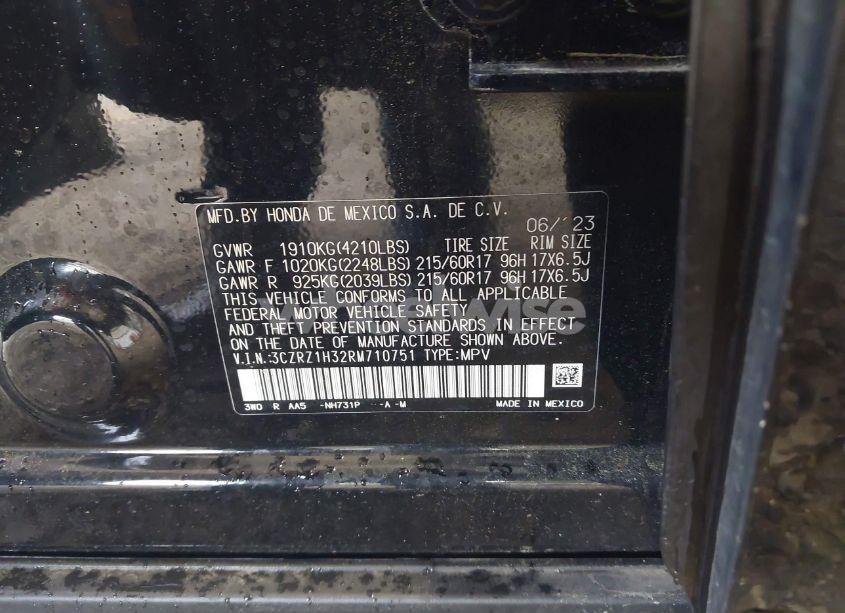 MFD.BY HONDA DE MEXICO S.A. DE C.V.
06/'23
GVWR 1910KG(4210LBS) TIRE SIZE RIM SIZE
GAWR F 1020KG(2248LBS) 215/60R17 96H 17X6.5J
GAWR R 925KG(2039LBS) 215/60R17 96H 17X6.5J
THIS VEHICLE CONFORMS TO ALL APPLICABLE
FEDERAL MOTOR VEHICLE SAFETY
AND THEFT PREVENTION STANDARDS IN EFFECT
ON THE DATE OF MANUFACTURE SHOWN ABOVE.
V.I.N.:3CZRZ1H32RM710751 TYPE:MPV
3W0 R AA5 -NH731P -A -M MADE IN MEXICO